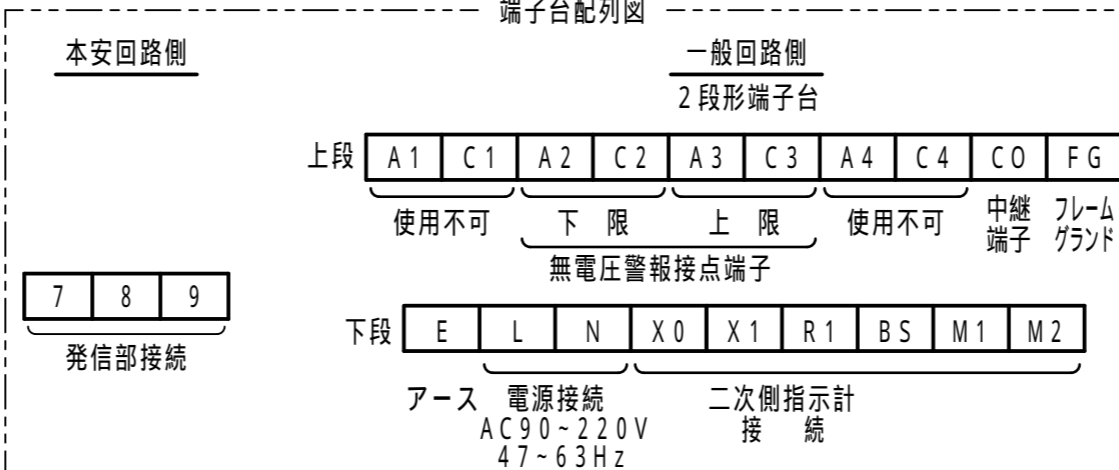 端子台配列図
本安回路側
一般回路側
2段形端子台
上段 A1 C1 A2 C2 A3 C3 A4 C4 CO FG
使用不可 下 限 上 限 使用不可 中継端子 フレームグランド
無電圧警報接点端子
7 8 9
発信部接続
下段 E L N X0 X1 R1 BS M1 M2
アース 電源接続 二次側指示計
AC90~220V 接 続
47~63Hz